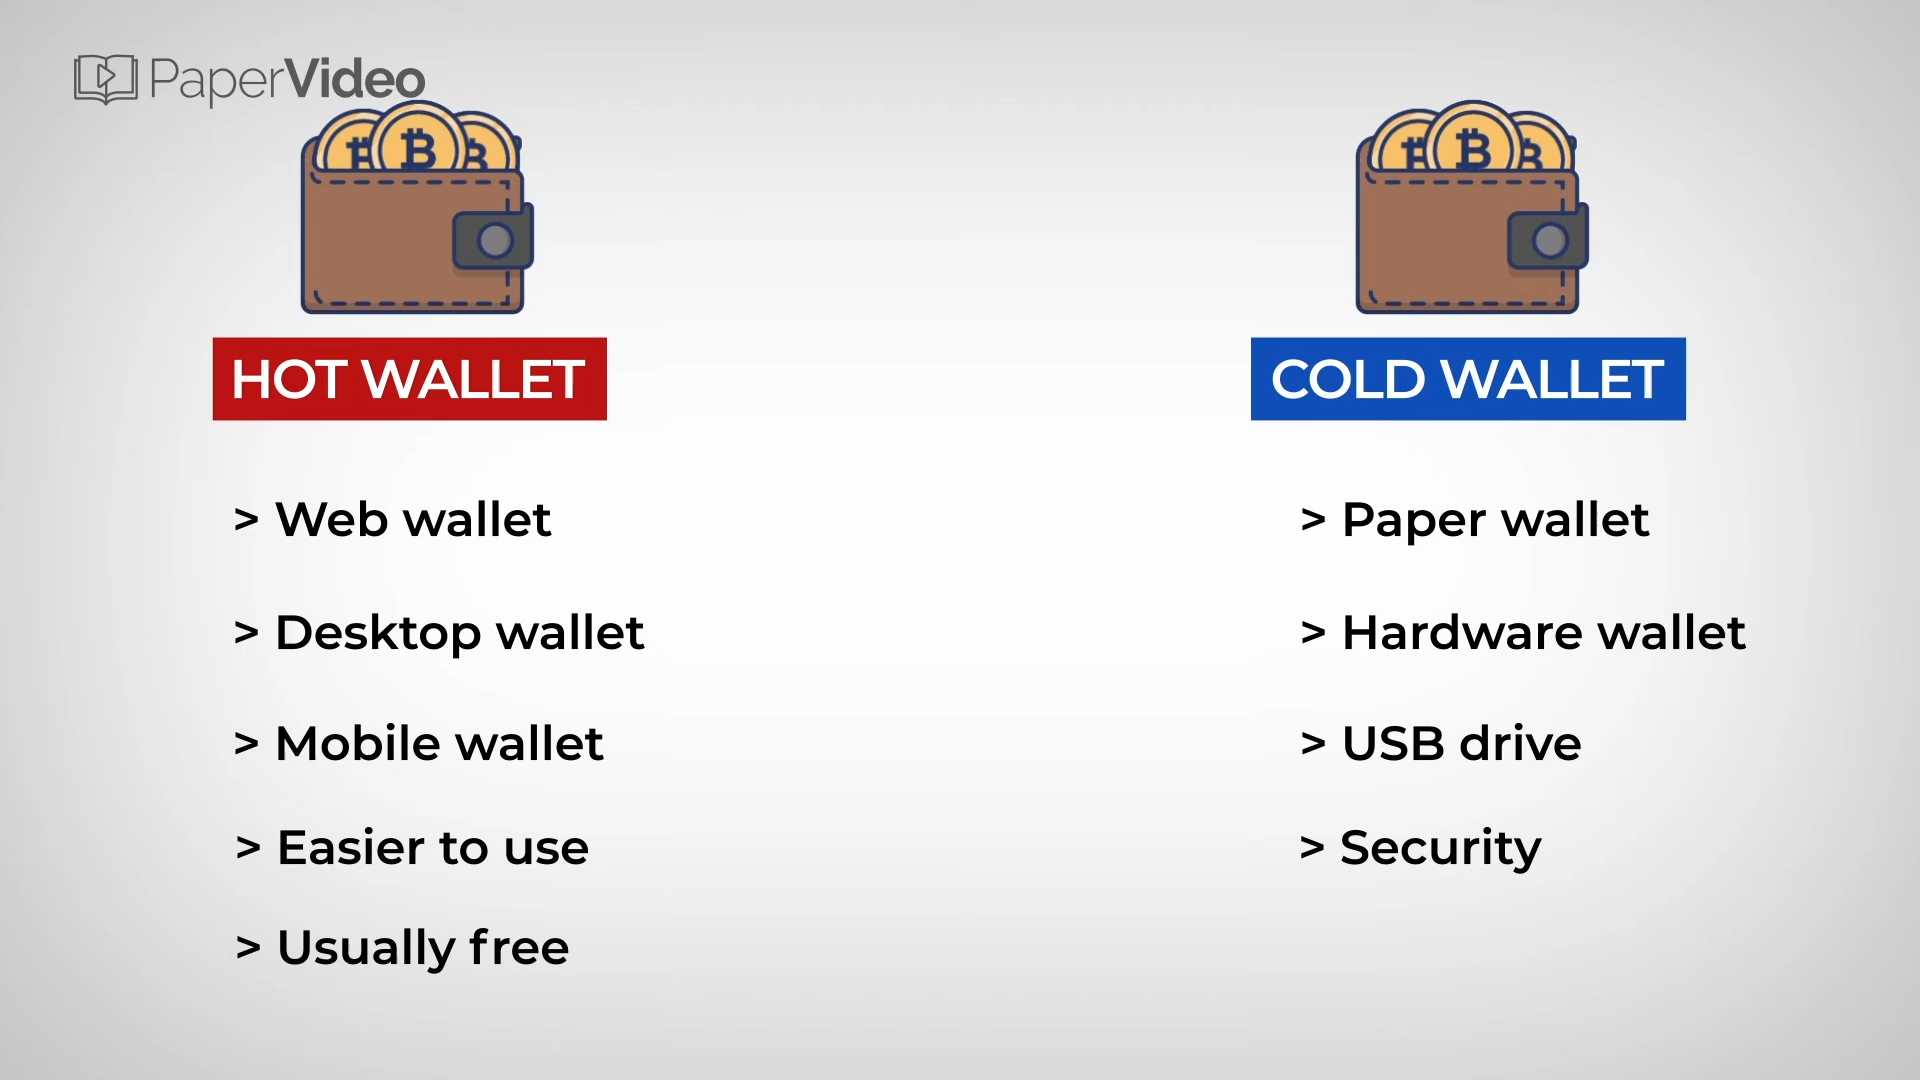 PaperVideo
HOT WALLET
> Web wallet
> Desktop wallet
> Mobile wallet
> Easier to use
> Usually free
COLD WALLET
> Paper wallet
> Hardware wallet
> USB drive
> Security